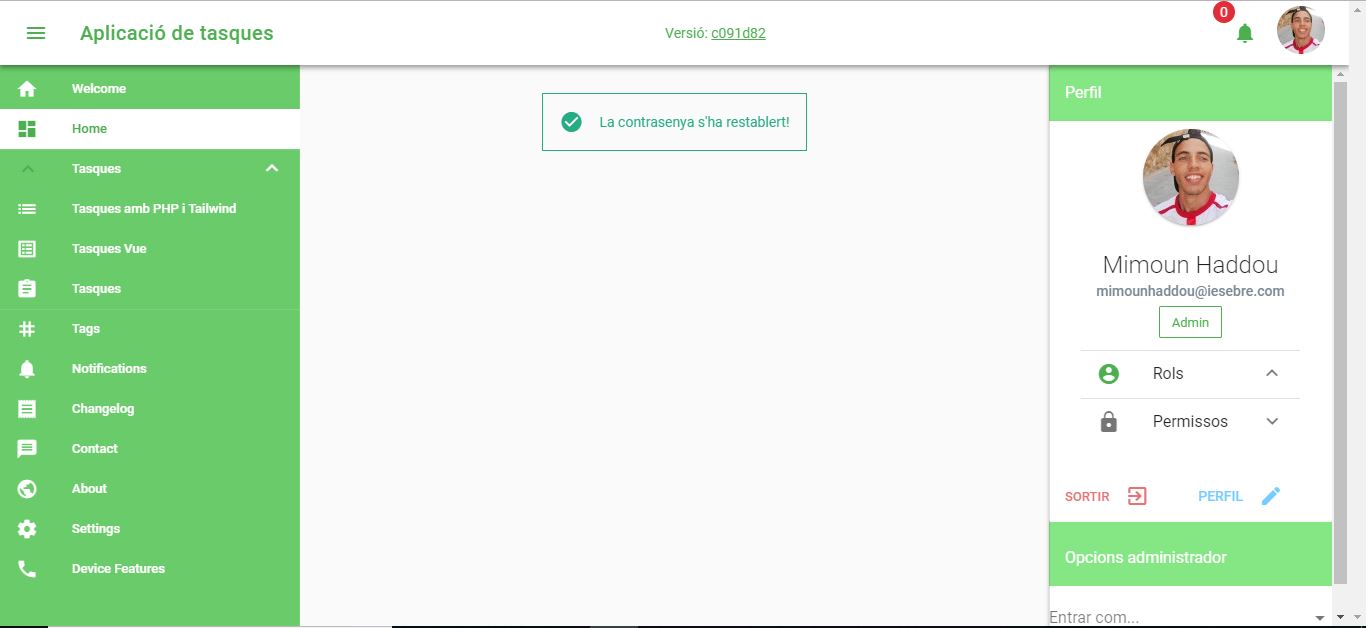 Aplicació de tasques
Versió: c091d82
0
Welcome
Home
Tasques
Tasques amb PHP i Tailwind
Tasques Vue
Tasques
Tags
Notifications
Changelog
Contact
About
Settings
Device Features
La contrasenya s'ha restablert!
Perfil
Mimoun Haddou
mimounhaddou@iesebre.com
Admin
Rols
Permissos
SORTIR
PERFIL
Opcions administrador
Entrar com...